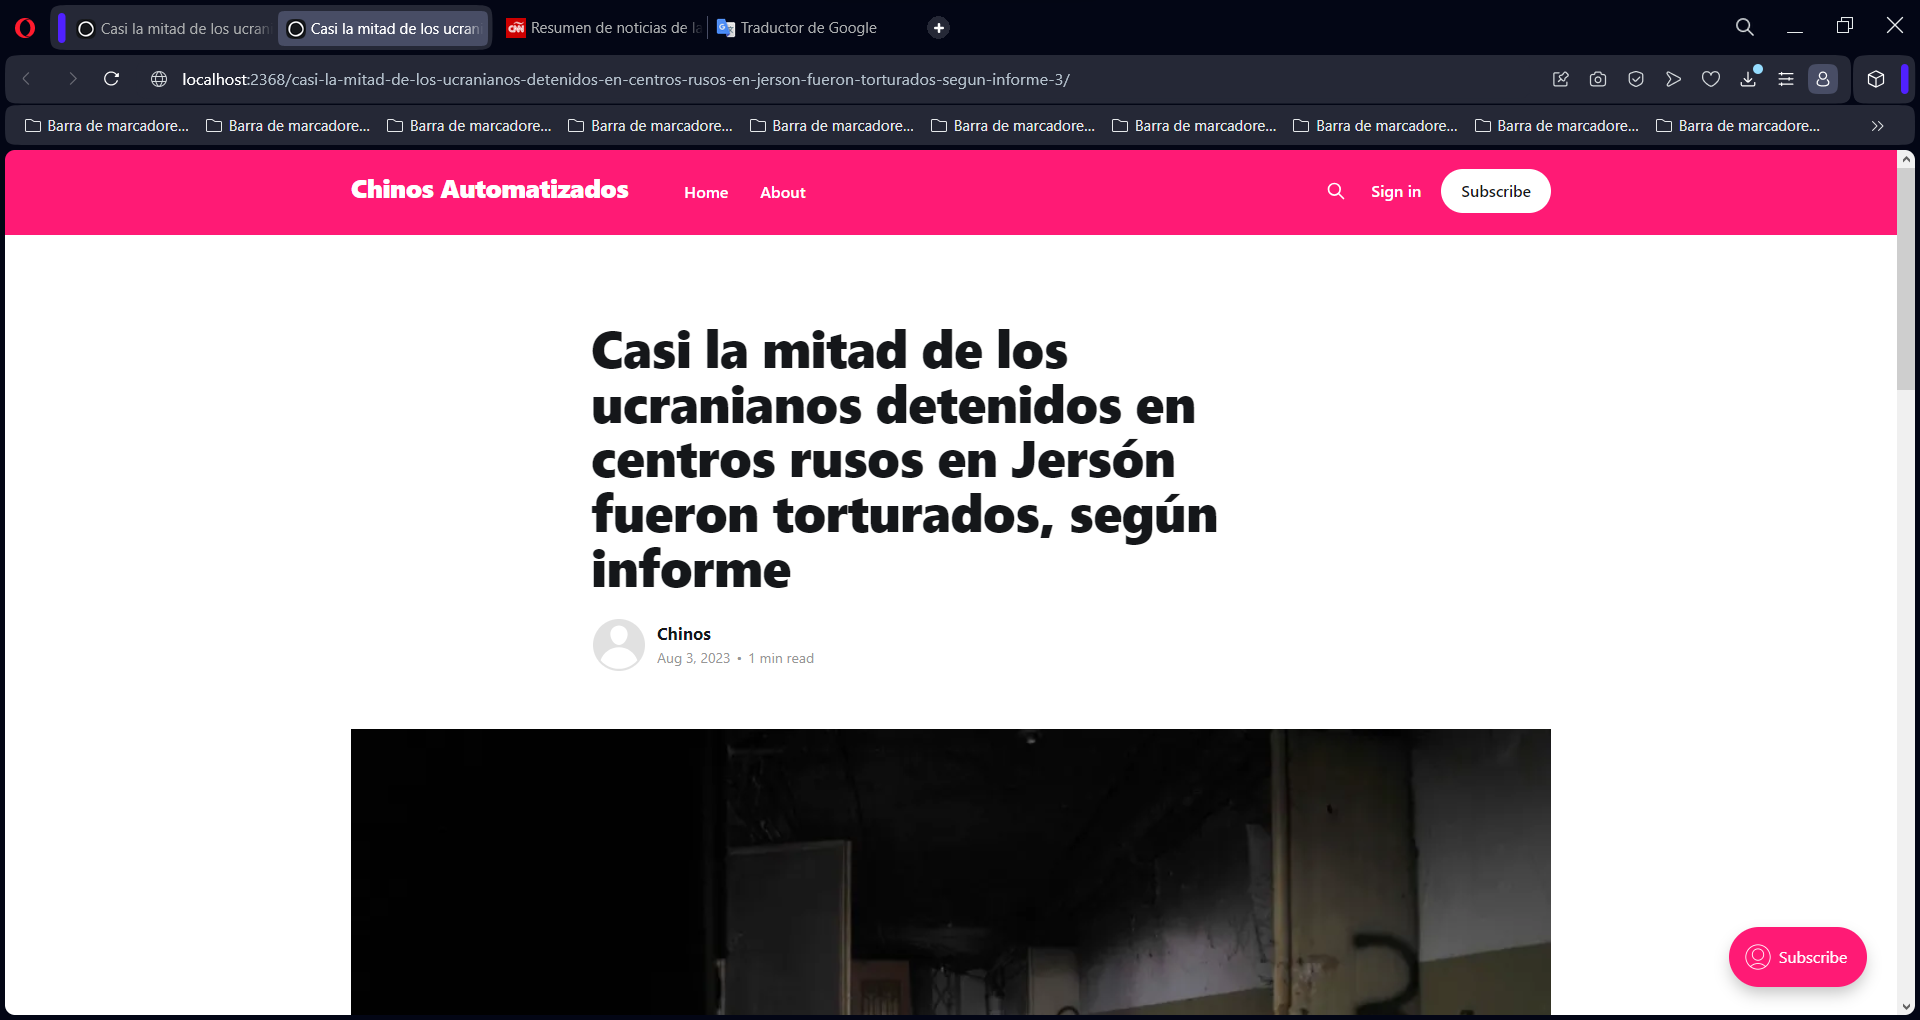 Casi la mitad de los ucran
Casi la mitad de los ucran
CNN Resumen de noticias de la
Traductor de Google
localhost:2368/casi-la-mitad-de-los-ucranianos-detenidos-en-centros-rusos-en-jerson-fueron-torturados-segun-informe-3/
Barra de marcadore...
Barra de marcadore...
Barra de marcadore...
Barra de marcadore...
Barra de marcadore...
Barra de marcadore...
Barra de marcadore...
Barra de marcadore...
Barra de marcadore...
Barra de marcadore...
Chinos Automatizados
Home
About
Sign in
Subscribe
Casi la mitad de los
ucranianos detenidos en
centros rusos en Jersón
fueron torturados, según
informe
Chinos
Aug 3, 2023 • 1 min read
Subscribe